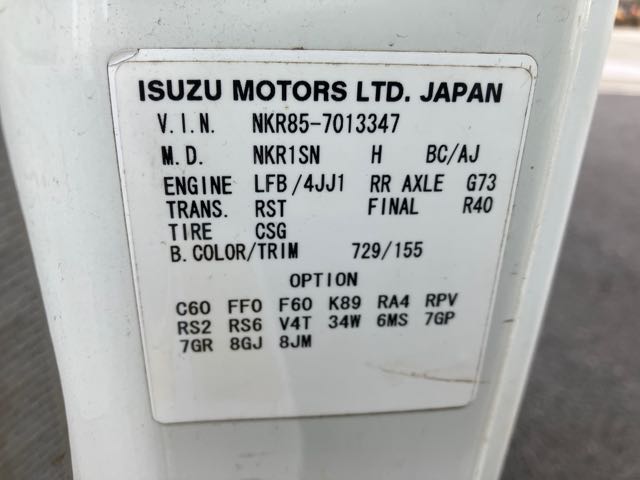 ISUZU MOTORS LTD. JAPAN
V.I.N. NKR85-7013347
M.D. NKR1SN H BC/AJ
ENGINE LFB/4JJ1 RR AXLE G73
TRANS. RST FINAL R40
TIRE CSG
B.COLOR/TRIM 729/155
OPTION
C60 FF0 F60 K89 RA4 RPV
RS2 RS6 V4T 34W 6MS 7GP
7GR 8GJ 8JM